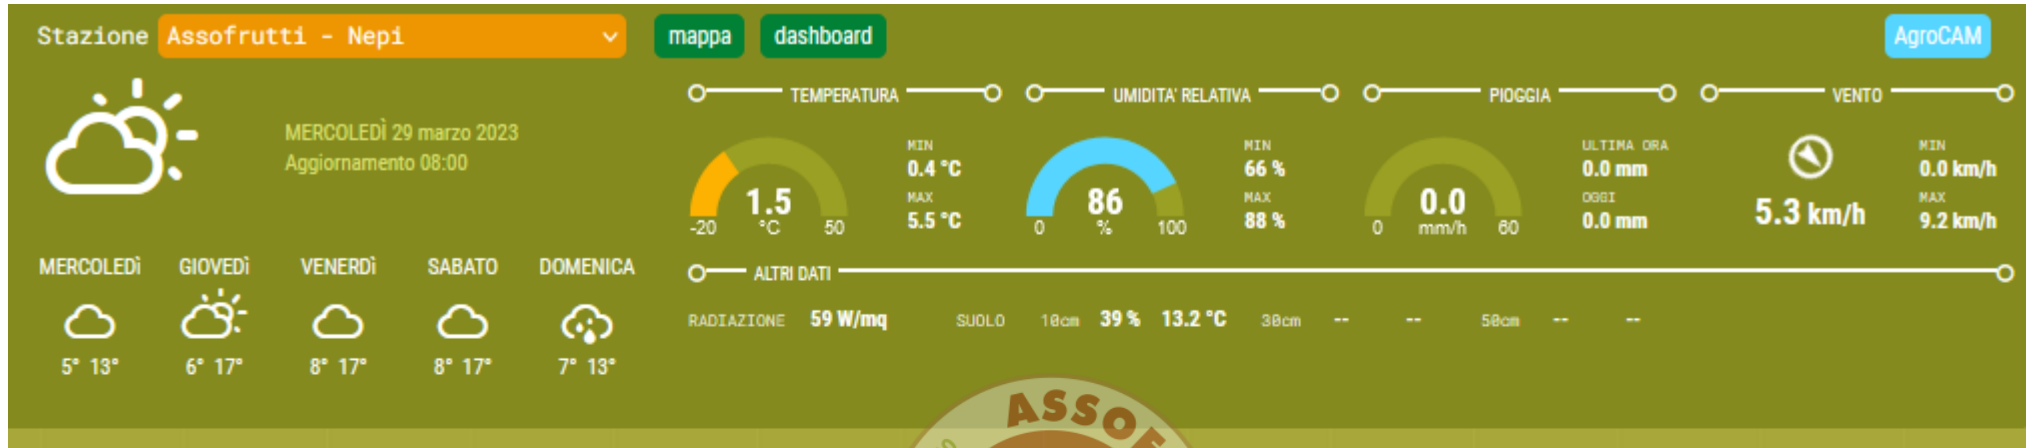 Stazione Assofrutti - Nepi mappa dashboard AgroCAM
MERCOLEDÌ 29 marzo 2023
Aggiornamento 08:00
TEMPERATURA
1.5
°C
-20 50
MIN
0.4 °C
MAX
5.5 °C
UMIDITA' RELATIVA
86
%
0 100
MIN
66 %
MAX
88 %
PIOGGIA
0.0
mm/h
0 60
ULTIMA ORA
0.0 mm
OGGI
0.0 mm
VENTO
5.3 km/h
MIN
0.0 km/h
MAX
9.2 km/h
MERCOLEDì GIOVEDì VENERDì SABATO DOMENICA
5° 13° 6° 17° 8° 17° 8° 17° 7° 13°
ALTRI DATI
RADIAZIONE 59 W/mq SUOLO 10cm 39 % 13.2 °C 30cm -- -- 50cm -- --
ASSOF